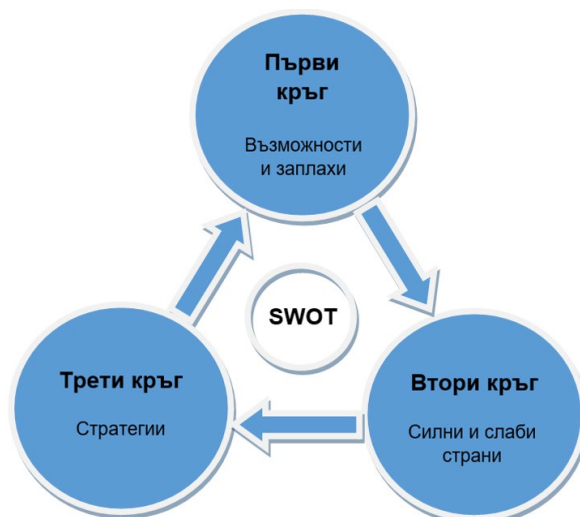 Първи
кръг
Възможности
и заплахи
SWOT
Трети кръг
Стратегии
Втори кръг
Силни и слаби
страни